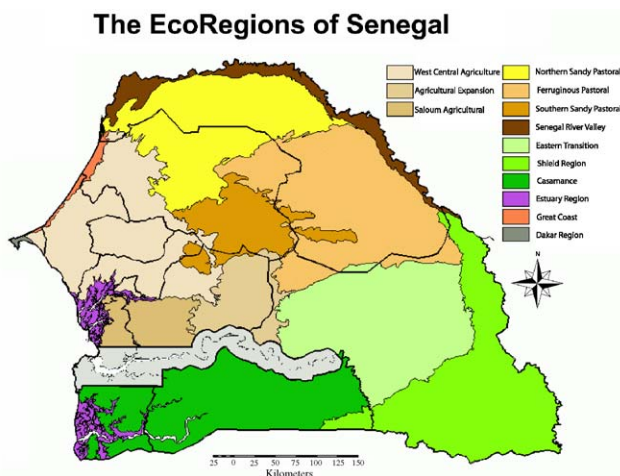 The EcoRegions of Senegal
West Central Agriculture
Agricultural Expansion
Saloum Agricultural
Northern Sandy Pastoral
Ferruginous Pastoral
Southern Sandy Pastoral
Senegal River Valley
Eastern Transition
Shield Region
Casamance
Estuary Region
Great Coast
Dakar Region
N
25 0 25 50 75 100 125 150
Kilometers